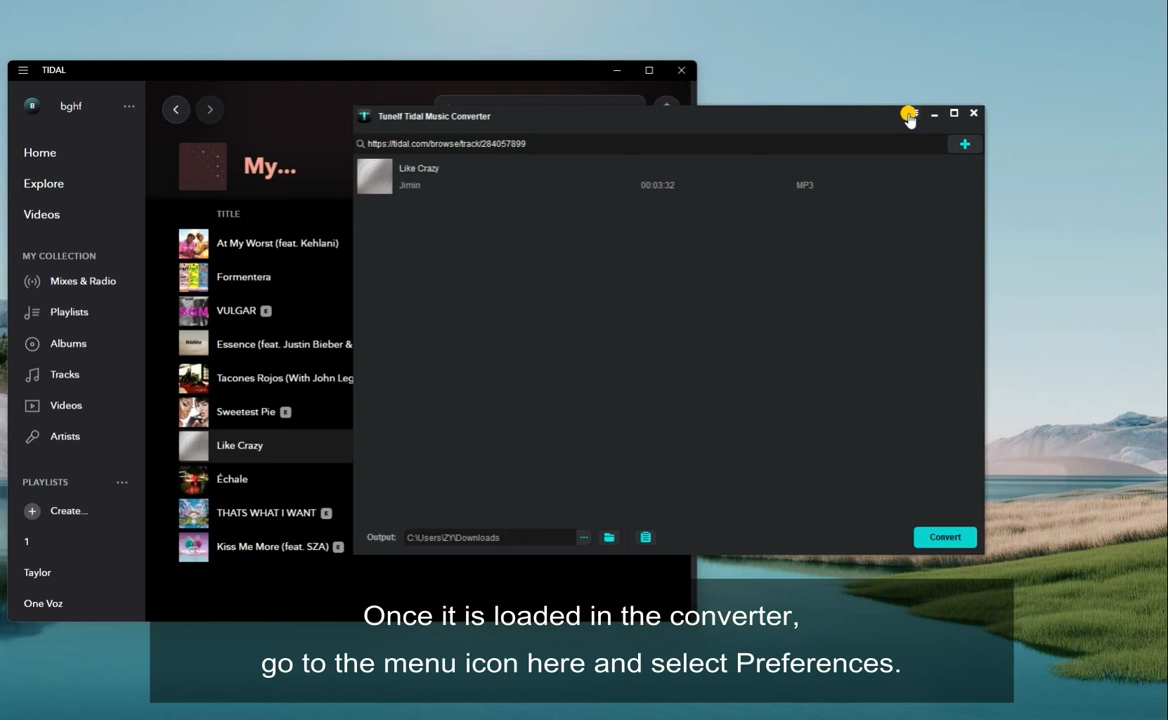 TIDAL
B
bghf
Home
Explore
Videos
MY COLLECTION
Mixes & Radio
Playlists
Albums
Tracks
Videos
Artists
PLAYLISTS
Create...
1
Taylor
One Voz
My...
TITLE
At My Worst (feat. Kehlani)
Formentera
VULGAR E
Essence (feat. Justin Bieber &
Tacones Rojos (With John Leg
Sweetest Pie E
Like Crazy
Échale
THATS WHAT I WANT E
Kiss Me More (feat. SZA) E
Tunelf Tidal Music Converter
https://tidal.com/browse/track/284057899
Like Crazy
Jimin 00:03:32 MP3
Output: C:\Users\ZY\Downloads ... Convert
Once it is loaded in the converter,
go to the menu icon here and select Preferences.